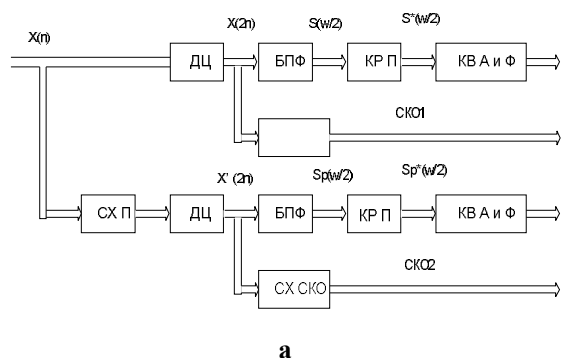 X(n) X(2n) S(w/2) S*(w/2)
ДЦ БПФ КР П КВ А и Ф
СКО1
X' (2n) Sp(w/2) Sp*(w/2)
СХ П ДЦ БПФ КР П КВ А и Ф
СКО2
СХ СКО
а